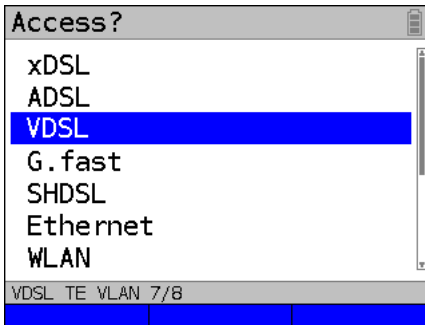 Access?
xDSL
ADSL
VDSL
G.fast
SHDSL
Ethernet
WLAN
VDSL TE VLAN 7/8